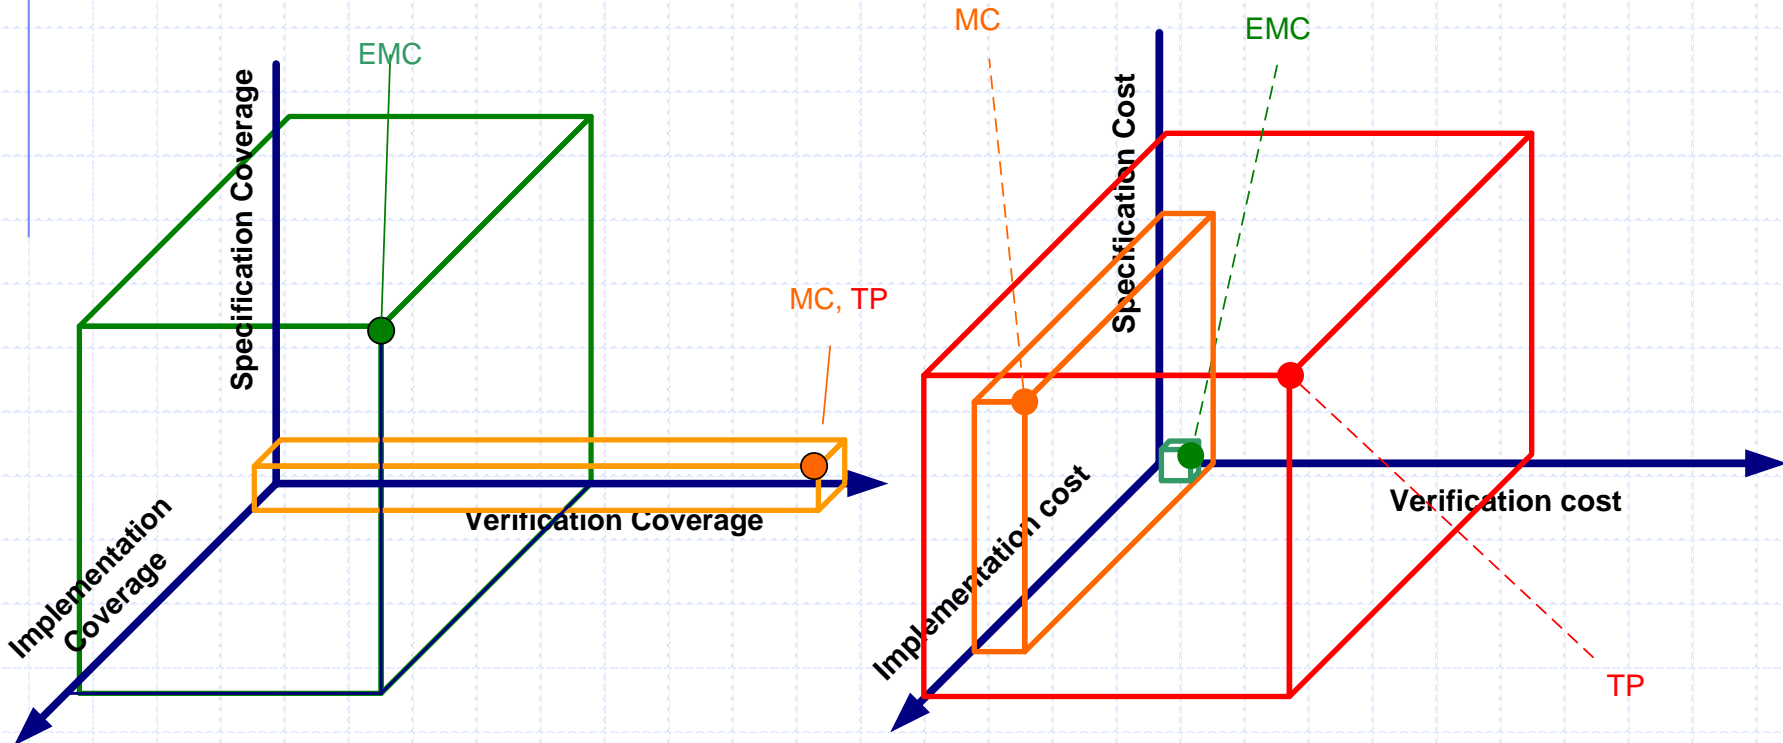 EMC
Specification Coverage
MC, TP
Verification Coverage
Implementation
Coverage
MC
EMC
Specification Cost
Verification cost
Implementation cost
TP